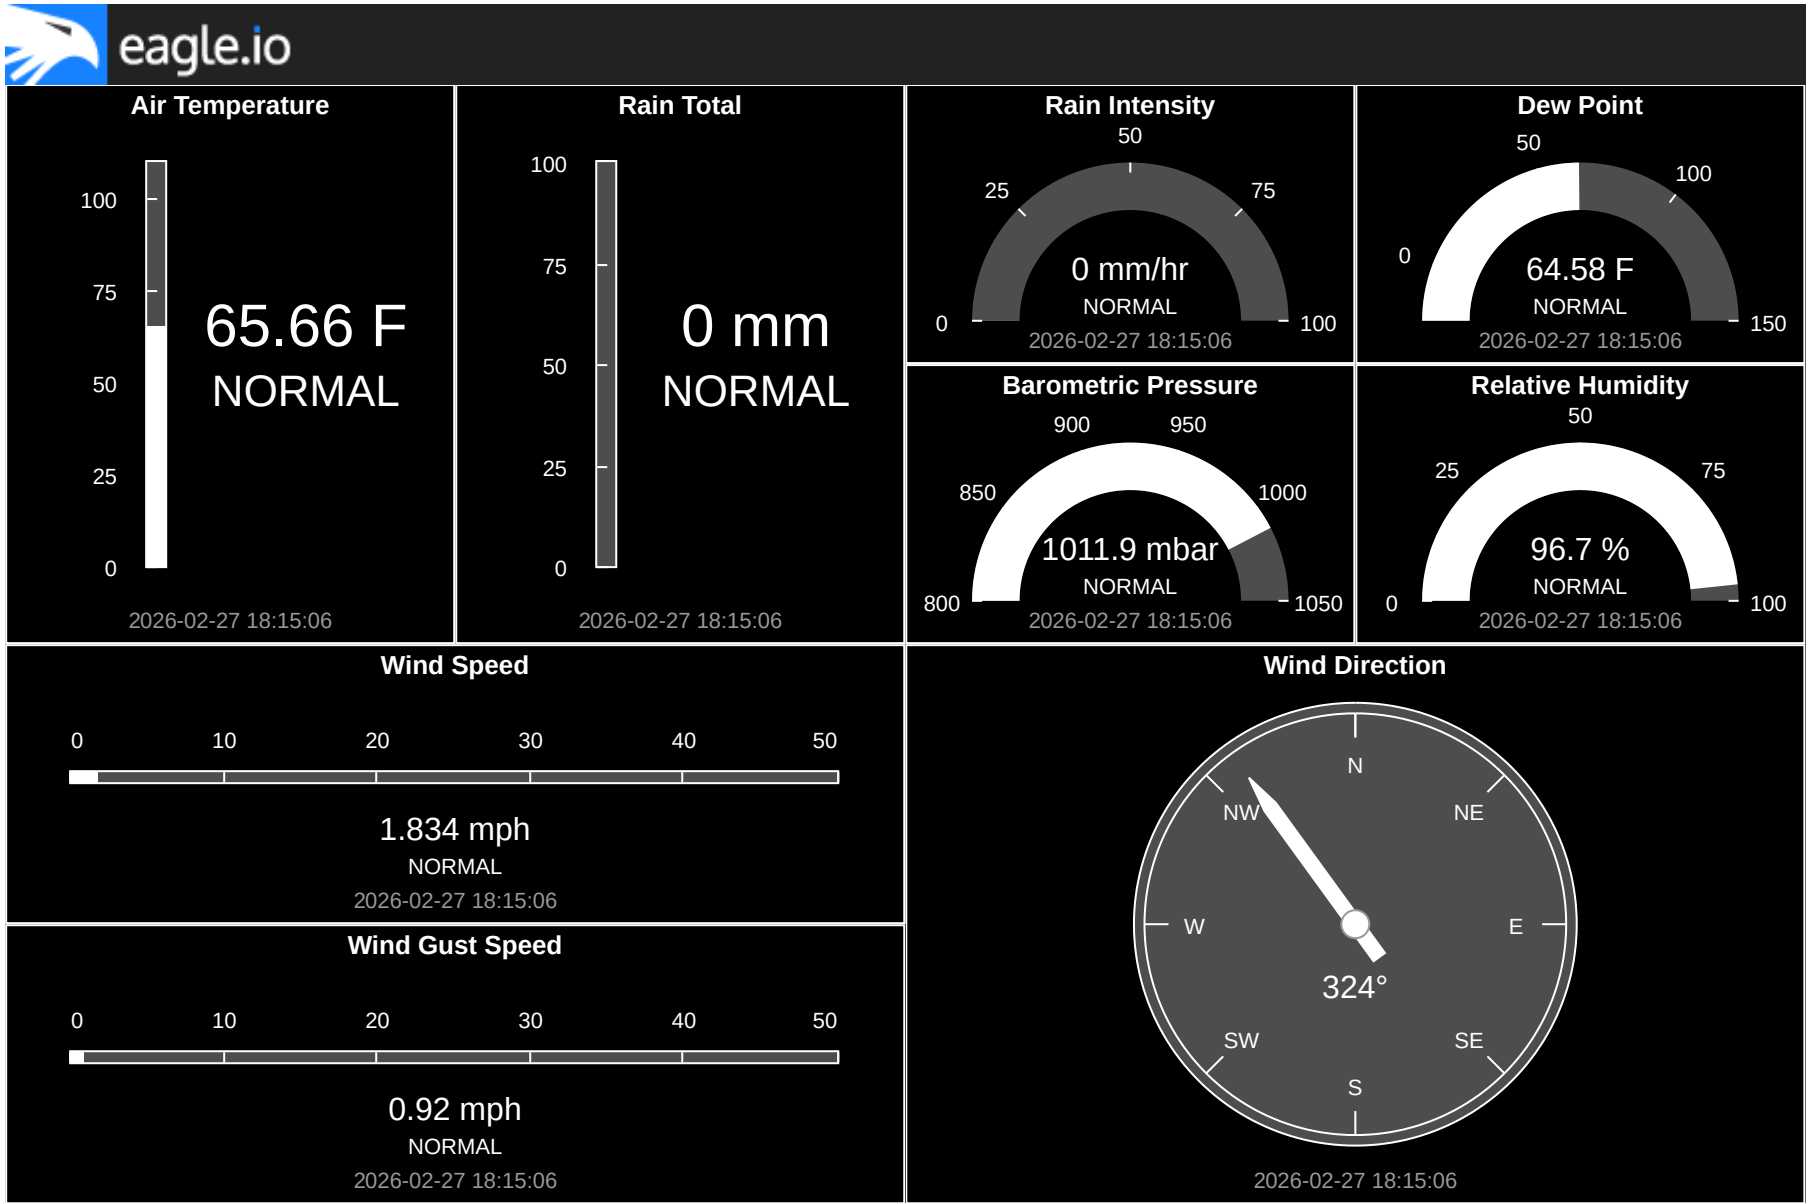 eagle.io
Air Temperature
100
75
50
25
0
65.66 F
NORMAL
2026-02-27 18:15:06
Rain Total
100
75
50
25
0
0 mm
NORMAL
2026-02-27 18:15:06
Rain Intensity
0
25
50
75
100
0 mm/hr
NORMAL
2026-02-27 18:15:06
Dew Point
0
50
100
150
64.58 F
NORMAL
2026-02-27 18:15:06
Barometric Pressure
800
850
900
950
1000
1050
1011.9 mbar
NORMAL
2026-02-27 18:15:06
Relative Humidity
0
25
50
75
100
96.7 %
NORMAL
2026-02-27 18:15:06
Wind Speed
0 10 20 30 40 50
1.834 mph
NORMAL
2026-02-27 18:15:06
Wind Gust Speed
0 10 20 30 40 50
0.92 mph
NORMAL
2026-02-27 18:15:06
Wind Direction
N
NW NE
W E
324°
SW SE
S
2026-02-27 18:15:06